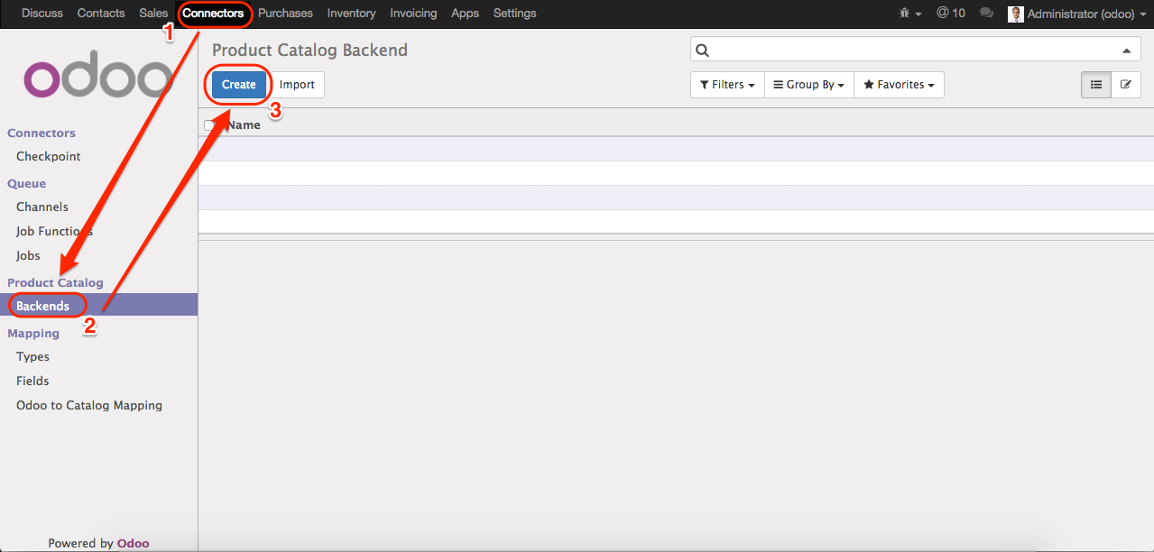 Discuss Contacts Sales Connectors Purchases Inventory Invoicing Apps Settings @ 10 Administrator (odoo)
1
odoo
Product Catalog Backend
Create Import Filters Group By Favorites
3
Name
Connectors
Checkpoint
Queue
Channels
Job Functions
Jobs
Product Catalog
Backends
2
Mapping
Types
Fields
Odoo to Catalog Mapping
Powered by Odoo